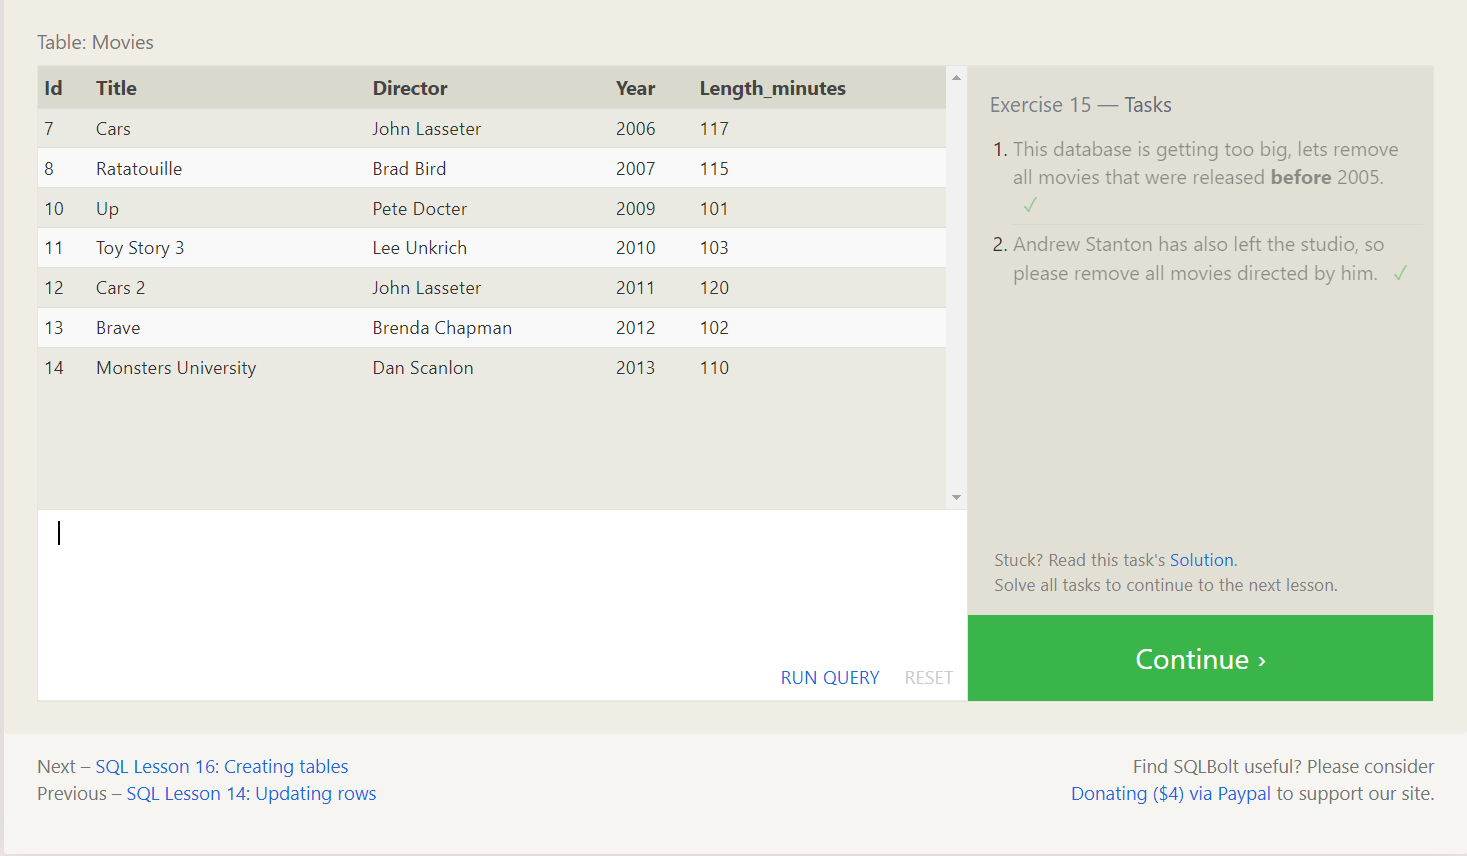 Table: Movies
Id Title Director Year Length_minutes
7 Cars John Lasseter 2006 117
8 Ratatouille Brad Bird 2007 115
10 Up Pete Docter 2009 101
11 Toy Story 3 Lee Unkrich 2010 103
12 Cars 2 John Lasseter 2011 120
13 Brave Brenda Chapman 2012 102
14 Monsters University Dan Scanlon 2013 110
RUN QUERY RESET
Exercise 15 — Tasks
1. This database is getting too big, lets remove
all movies that were released before 2005.
✓
2. Andrew Stanton has also left the studio, so
please remove all movies directed by him. ✓
Stuck? Read this task's Solution.
Solve all tasks to continue to the next lesson.
Continue ›
Next – SQL Lesson 16: Creating tables
Previous – SQL Lesson 14: Updating rows
Find SQLBolt useful? Please consider
Donating ($4) via Paypal to support our site.